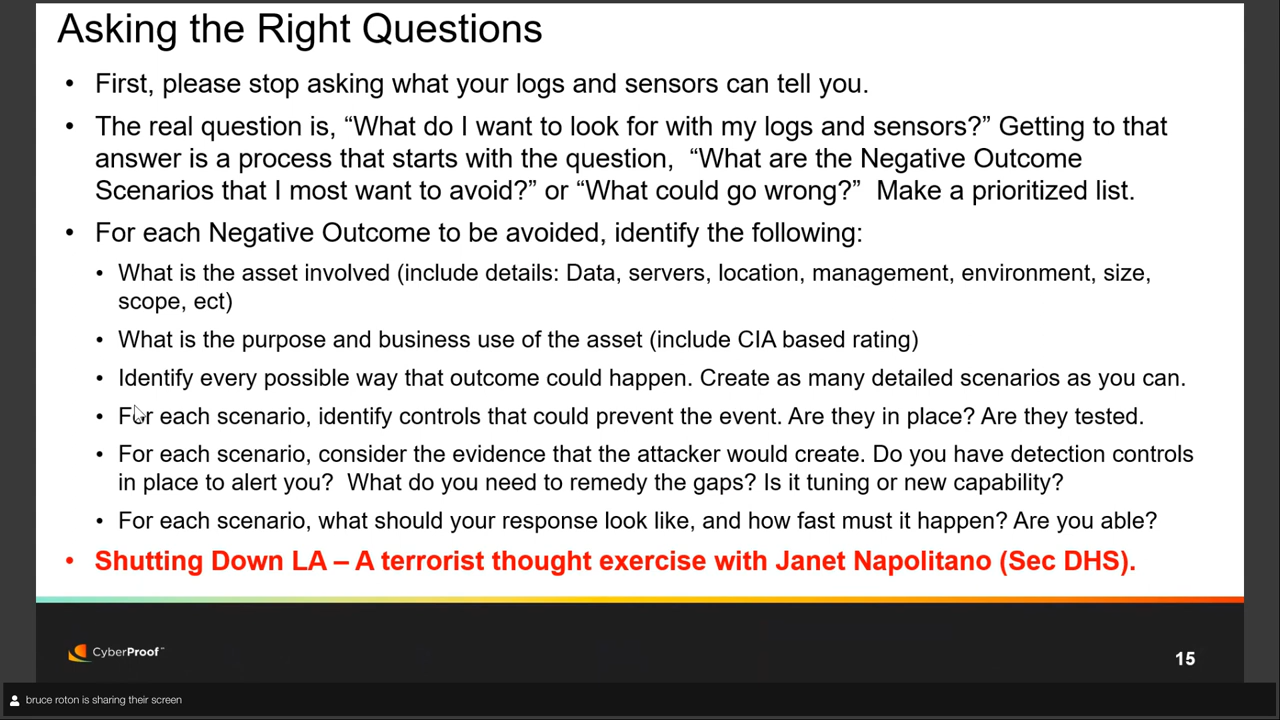 Asking the Right Questions
• First, please stop asking what your logs and sensors can tell you.
• The real question is, “What do I want to look for with my logs and sensors?” Getting to that
answer is a process that starts with the question,  “What are the Negative Outcome
Scenarios that I most want to avoid?” or “What could go wrong?”  Make a prioritized list.
• For each Negative Outcome to be avoided, identify the following:
• What is the asset involved (include details: Data, servers, location, management, environment, size,
scope, ect)
• What is the purpose and business use of the asset (include CIA based rating)
• Identify every possible way that outcome could happen. Create as many detailed scenarios as you can.
• For each scenario, identify controls that could prevent the event. Are they in place? Are they tested.
• For each scenario, consider the evidence that the attacker would create. Do you have detection controls
in place to alert you?  What do you need to remedy the gaps? Is it tuning or new capability?
• For each scenario, what should your response look like, and how fast must it happen? Are you able?
• Shutting Down LA – A terrorist thought exercise with Janet Napolitano (Sec DHS).
CyberProof™
15
bruce roton is sharing their screen